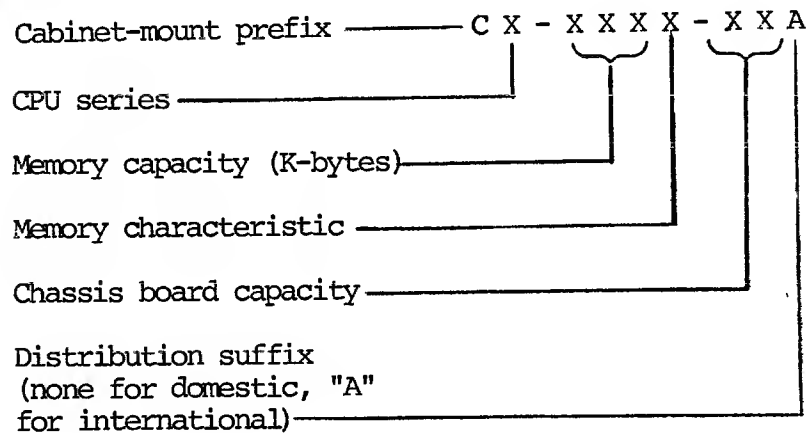 Cabinet-mount prefix C X - X X X X - X X A
CPU series
Memory capacity (K-bytes)
Memory characteristic
Chassis board capacity
Distribution suffix
(none for domestic, "A"
for international)